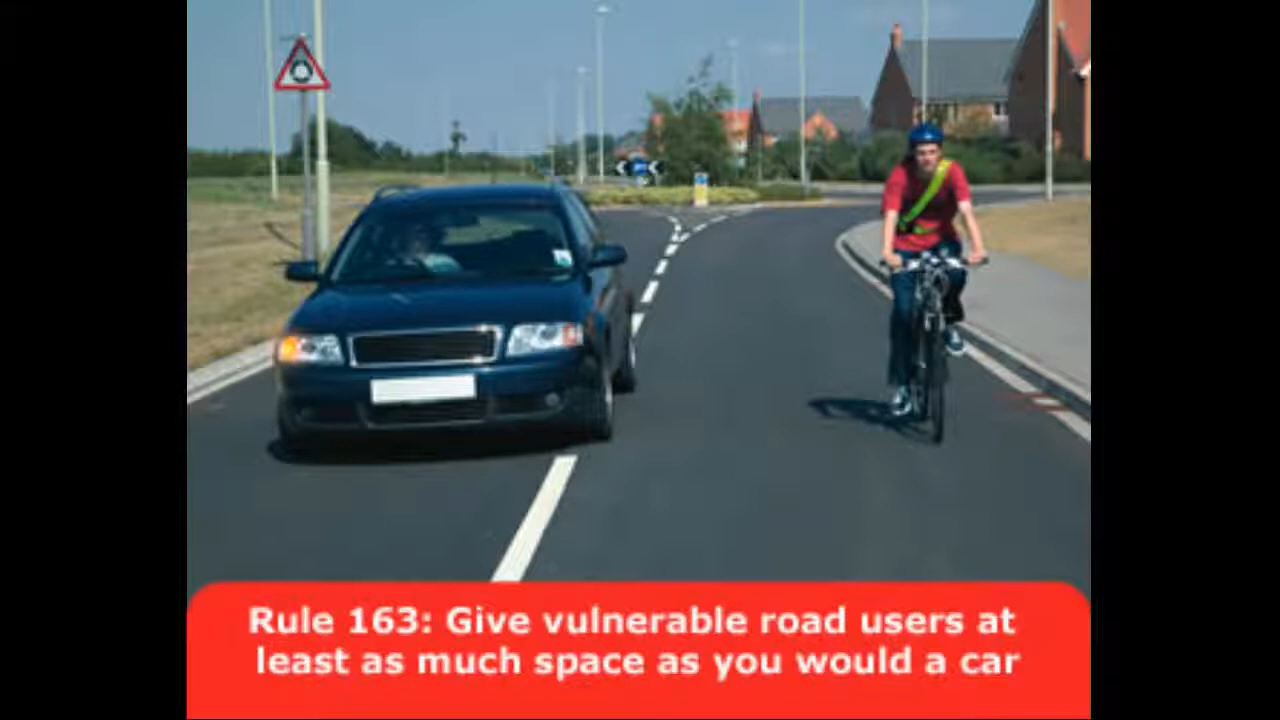 Rule 163: Give vulnerable road users at
least as much space as you would a car